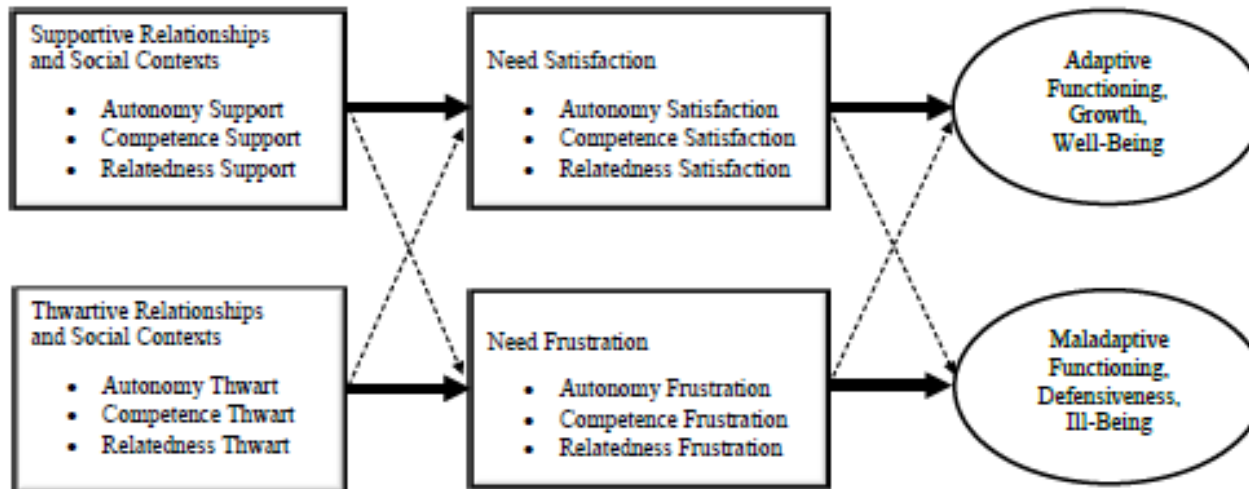 Supportive Relationships
and Social Contexts
• Autonomy Support
• Competence Support
• Relatedness Support
Need Satisfaction
• Autonomy Satisfaction
• Competence Satisfaction
• Relatedness Satisfaction
Adaptive
Functioning,
Growth,
Well-Being
Thwartive Relationships
and Social Contexts
• Autonomy Thwart
• Competence Thwart
• Relatedness Thwart
Need Frustration
• Autonomy Frustration
• Competence Frustration
• Relatedness Frustration
Maladaptive
Functioning,
Defensiveness,
Ill-Being